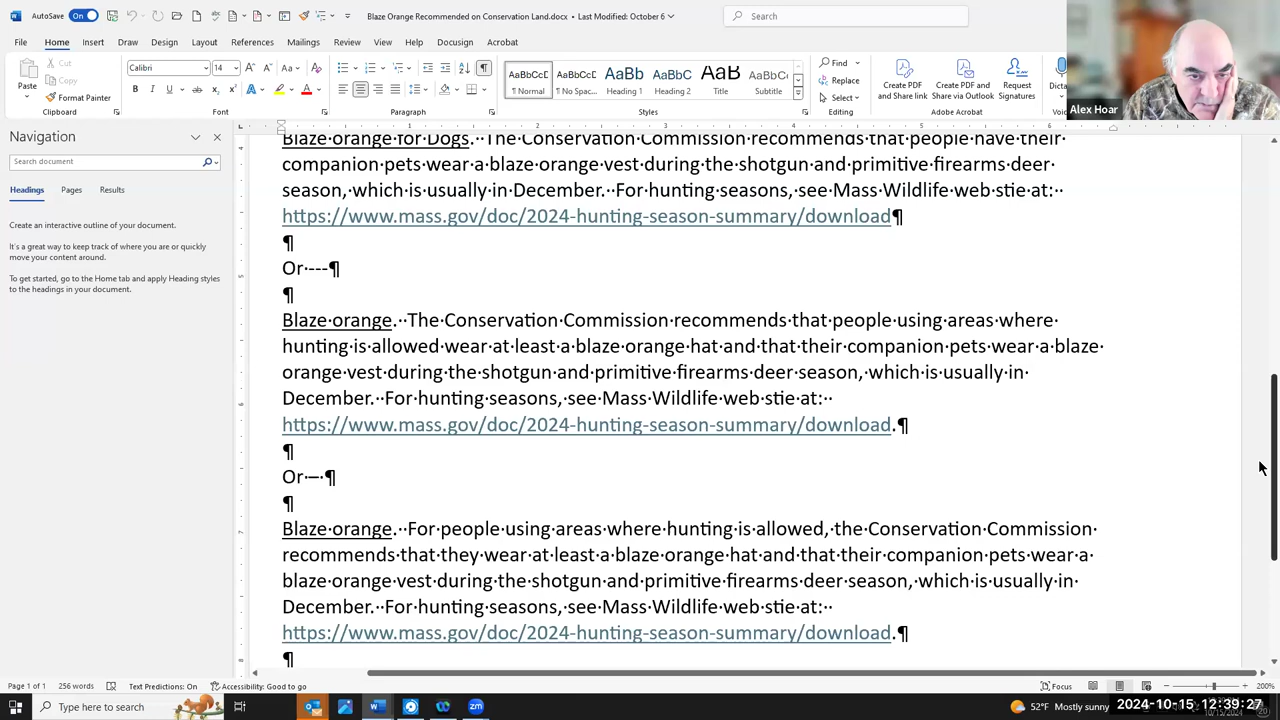 AutoSave On Blaze Orange Recommended on Conservation Land.docx • Last Modified: October 6 Search
File Home Insert Draw Design Layout References Mailings Review View Help Docusign Acrobat
Paste Cut Copy Format Painter Clipboard
Calibri 14 Font
Paragraph
AaBbCcD ¶ Normal AaBbCcD ¶ No Spac... AaBb Heading 1 AaBbC Heading 2 AaB Title AaBbC Subtitle Styles
Find Replace Select Editing
Create PDF and Share link Create PDF and Share via Outlook Adobe Acrobat
Request Signatures Docusign
Alex Hoar
Navigation
Search document
Headings Pages Results
Create an interactive outline of your document.
It's a great way to keep track of where you are or quickly
move your content around.
To get started, go to the Home tab and apply Heading styles
to the headings in your document.
Blaze·orange·for·Dogs.··The·Conservation·Commission·recommends·that·people·have·their·
companion·pets·wear·a·blaze·orange·vest·during·the·shotgun·and·primitive·firearms·deer·
season,·which·is·usually·in·December.··For·hunting·seasons,·see·Mass·Wildlife·web·stie·at:··
https://www.mass.gov/doc/2024-hunting-season-summary/download¶
¶
Or·---¶
¶
Blaze·orange.··The·Conservation·Commission·recommends·that·people·using·areas·where·
hunting·is·allowed·wear·at·least·a·blaze·orange·hat·and·that·their·companion·pets·wear·a·blaze·
orange·vest·during·the·shotgun·and·primitive·firearms·deer·season,·which·is·usually·in·
December.··For·hunting·seasons,·see·Mass·Wildlife·web·stie·at:··
https://www.mass.gov/doc/2024-hunting-season-summary/download.¶
¶
Or·–·¶
¶
Blaze·orange.··For·people·using·areas·where·hunting·is·allowed,·the·Conservation·Commission·
recommends·that·they·wear·at·least·a·blaze·orange·hat·and·that·their·companion·pets·wear·a·
blaze·orange·vest·during·the·shotgun·and·primitive·firearms·deer·season,·which·is·usually·in·
December.··For·hunting·seasons,·see·Mass·Wildlife·web·stie·at:··
https://www.mass.gov/doc/2024-hunting-season-summary/download.¶
¶
Page 1 of 1 256 words Text Predictions: On Accessibility: Good to go Focus 200%
Type here to search 52°F Mostly sunny 2024-10-15 12:39:27